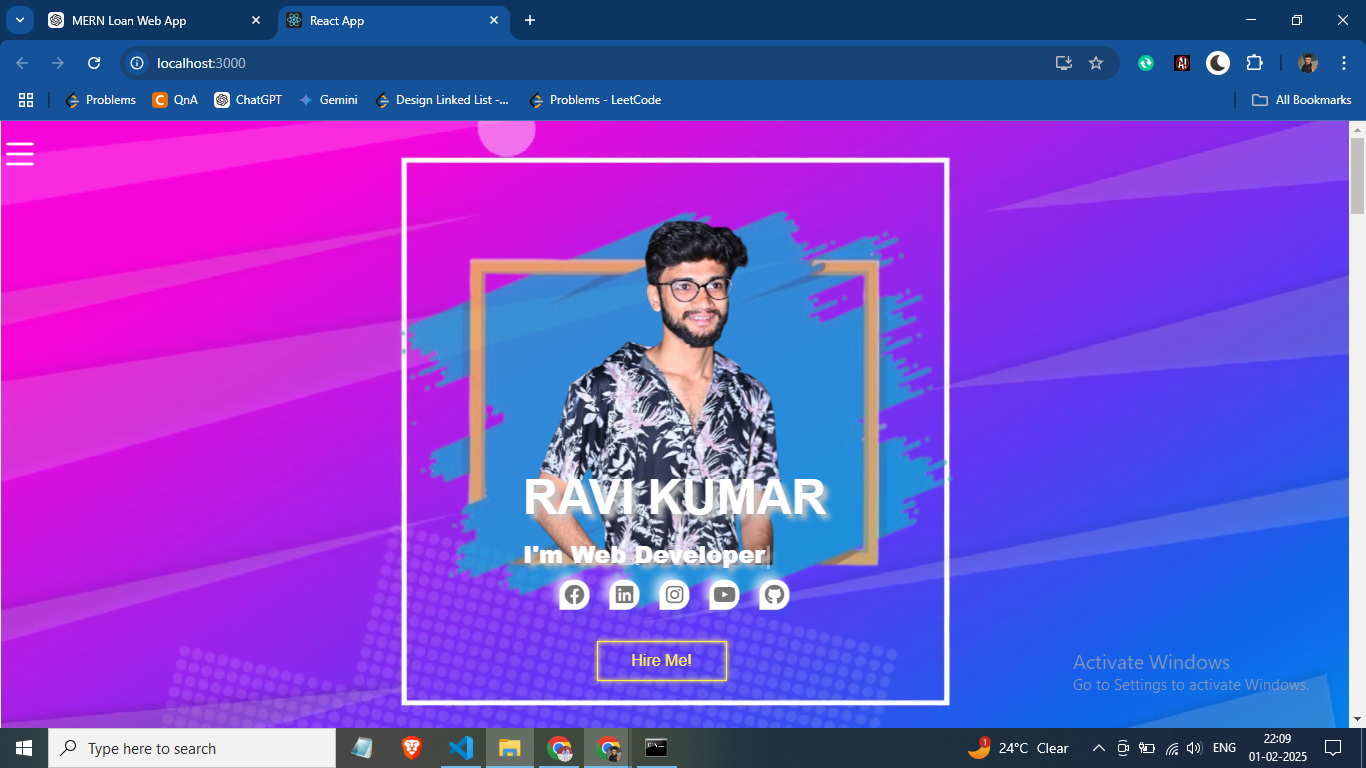 MERN Loan Web App
React App
localhost:3000
Problems
QnA
ChatGPT
Gemini
Design Linked List -...
Problems - LeetCode
All Bookmarks
RAVI KUMAR
I'm Web Developer|
Hire Me!
Activate Windows
Go to Settings to activate Windows.
Type here to search
1
24°C Clear
ENG
22:09
01-02-2025